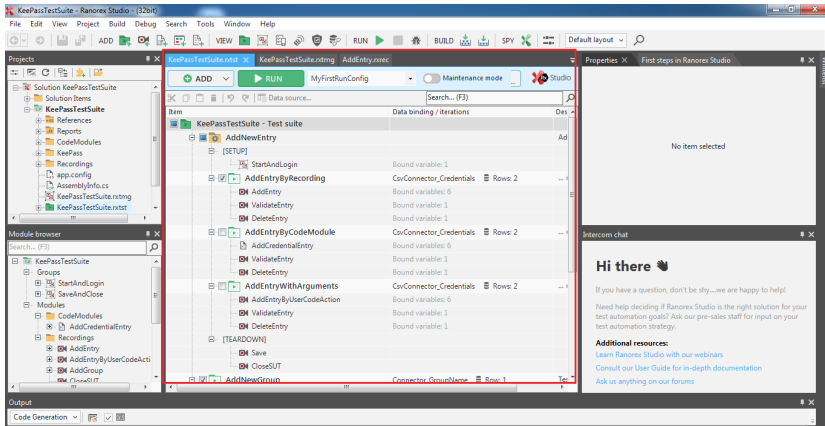 KeePassTestSuite - Ranorex Studio - (32bit)
File Edit View Project Build Debug Search Tools Window Help
ADD VIEW RUN BUILD SPY Default layout
Projects
Solution KeePassTestSuite
Solution Items
KeePassTestSuite
References
Reports
CodeModules
KeePass
Recordings
app.config
AssemblyInfo.cs
KeePassTestSuite.rxtmg
KeePassTestSuite.rxtst
Module browser
Search... (F3)
KeePassTestSuite
Groups
StartAndLogin
SaveAndClose
Modules
CodeModules
AddCredentialEntry
Recordings
AddEntry
AddEntryByUserCodeActi
AddGroup
CloseSUT
KeePassTestSuite.rxtst KeePassTestSuite.rxtmg AddEntry.rxrec
ADD RUN MyFirstRunConfig Maintenance mode Studio
Data source... Search... (F3)
Item Data binding / iterations Des
KeePassTestSuite - Test suite
AddNewEntry Ad
[SETUP]
StartAndLogin Bound variable: 1
AddEntryByRecording CsvConnector_Credentials Rows: 2 ...
AddEntry Bound variables: 6
ValidateEntry Bound variable: 1
DeleteEntry Bound variable: 1
AddEntryByCodeModule CsvConnector_Credentials Rows: 2 ...
AddCredentialEntry Bound variables: 6
ValidateEntry Bound variable: 1
DeleteEntry Bound variable: 1
AddEntryWithArguments CsvConnector_Credentials Rows: 2 ...
AddEntryByUserCodeAction Bound variables: 6
ValidateEntry Bound variable: 1
DeleteEntry Bound variable: 1
[TEARDOWN]
Save
CloseSUT
AddNewGroup Connector_GroupName Rows: 1 Tes
Properties First steps in Ranorex Studio
No item selected
Intercom chat
Hi there
If you have a question, don't be shy.....we are happy to help!
Need help deciding if Ranorex Studio is the right solution for your
test automation goals? Ask our pre-sales staff for input on your
test automation strategy.
Additional resources:
Learn Ranorex Studio with our webinars
Consult our User Guide for in-depth documentation
Ask us anything on our forums
Output
Code Generation